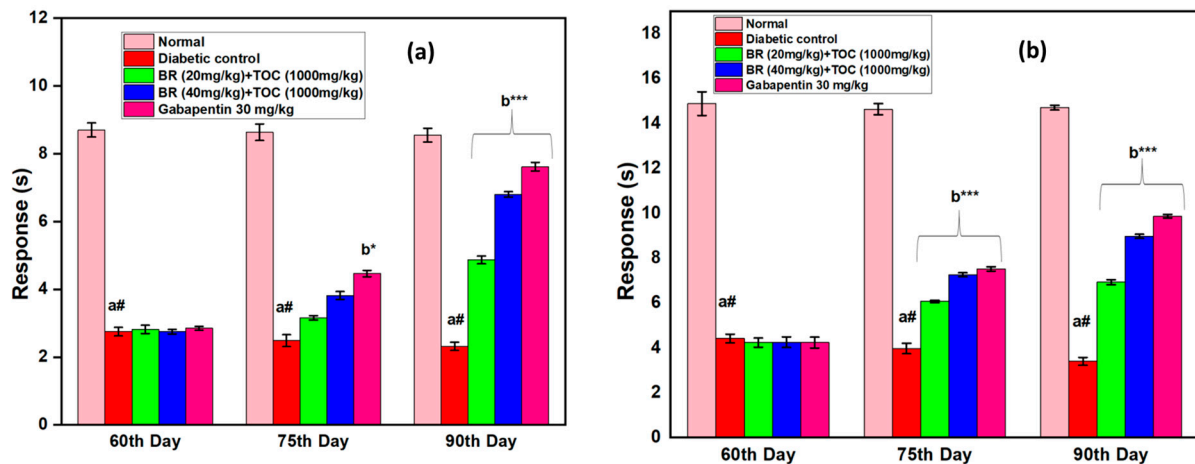 12
10
8
6
4
2
0
Response (s)
Normal
Diabetic control
BR (20mg/kg)+TOC (1000mg/kg)
BR (40mg/kg)+TOC (1000mg/kg)
Gabapentin 30 mg/kg
(a)
b***
b*
a#
a#
a#
60th Day
75th Day
90th Day
18
16
14
12
10
8
6
4
2
0
Response (s)
Normal
Diabetic control
BR (20mg/kg)+TOC (1000mg/kg)
BR (40mg/kg)+TOC (1000mg/kg)
Gabapentin 30 mg/kg
(b)
b***
b***
a#
a#
a#
60th Day
75th Day
90th Day